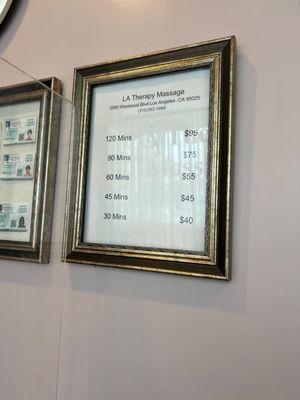 LA Therapy Massage
2086 Westwood Blvd Los Angeles ,CA 90025
120 Mins $95
90 Mins $75
60 Mins $55
45 Mins $45
30 Mins $40